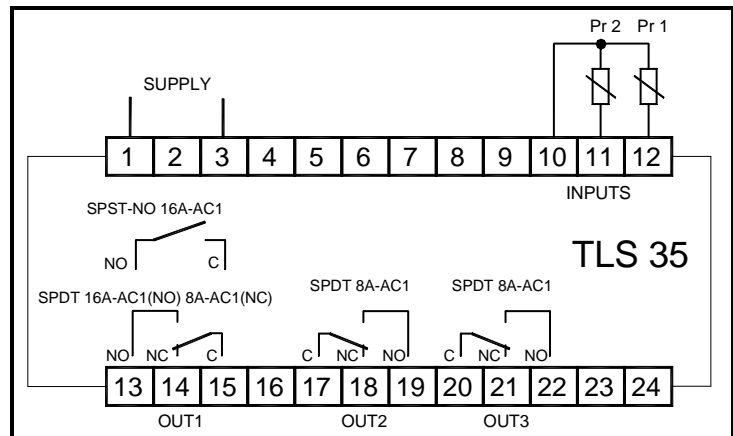 Pr 2 Pr 1
SUPPLY
1 2 3 4 5 6 7 8 9 10 11 12
INPUTS
SPST-NO 16A-AC1
TLS 35
NO C
SPDT 16A-AC1(NO) 8A-AC1(NC) SPDT 8A-AC1 SPDT 8A-AC1
NO NC C C NC NO C NC NO
13 14 15 16 17 18 19 20 21 22 23 24
OUT1 OUT2 OUT3